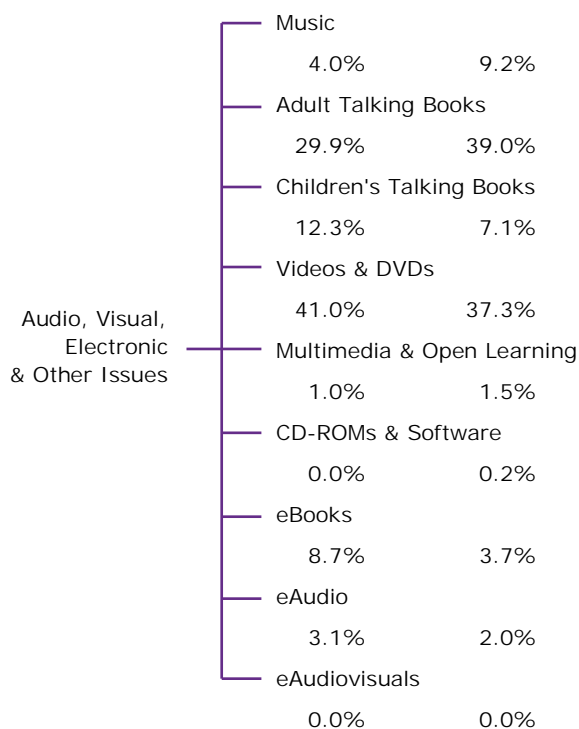 Music
4.0% 9.2%
Adult Talking Books
29.9% 39.0%
Children's Talking Books
12.3% 7.1%
Videos & DVDs
41.0% 37.3%
Audio, Visual,
Electronic
& Other Issues
Multimedia & Open Learning
1.0% 1.5%
CD-ROMs & Software
0.0% 0.2%
eBooks
8.7% 3.7%
eAudio
3.1% 2.0%
eAudiovisuals
0.0% 0.0%